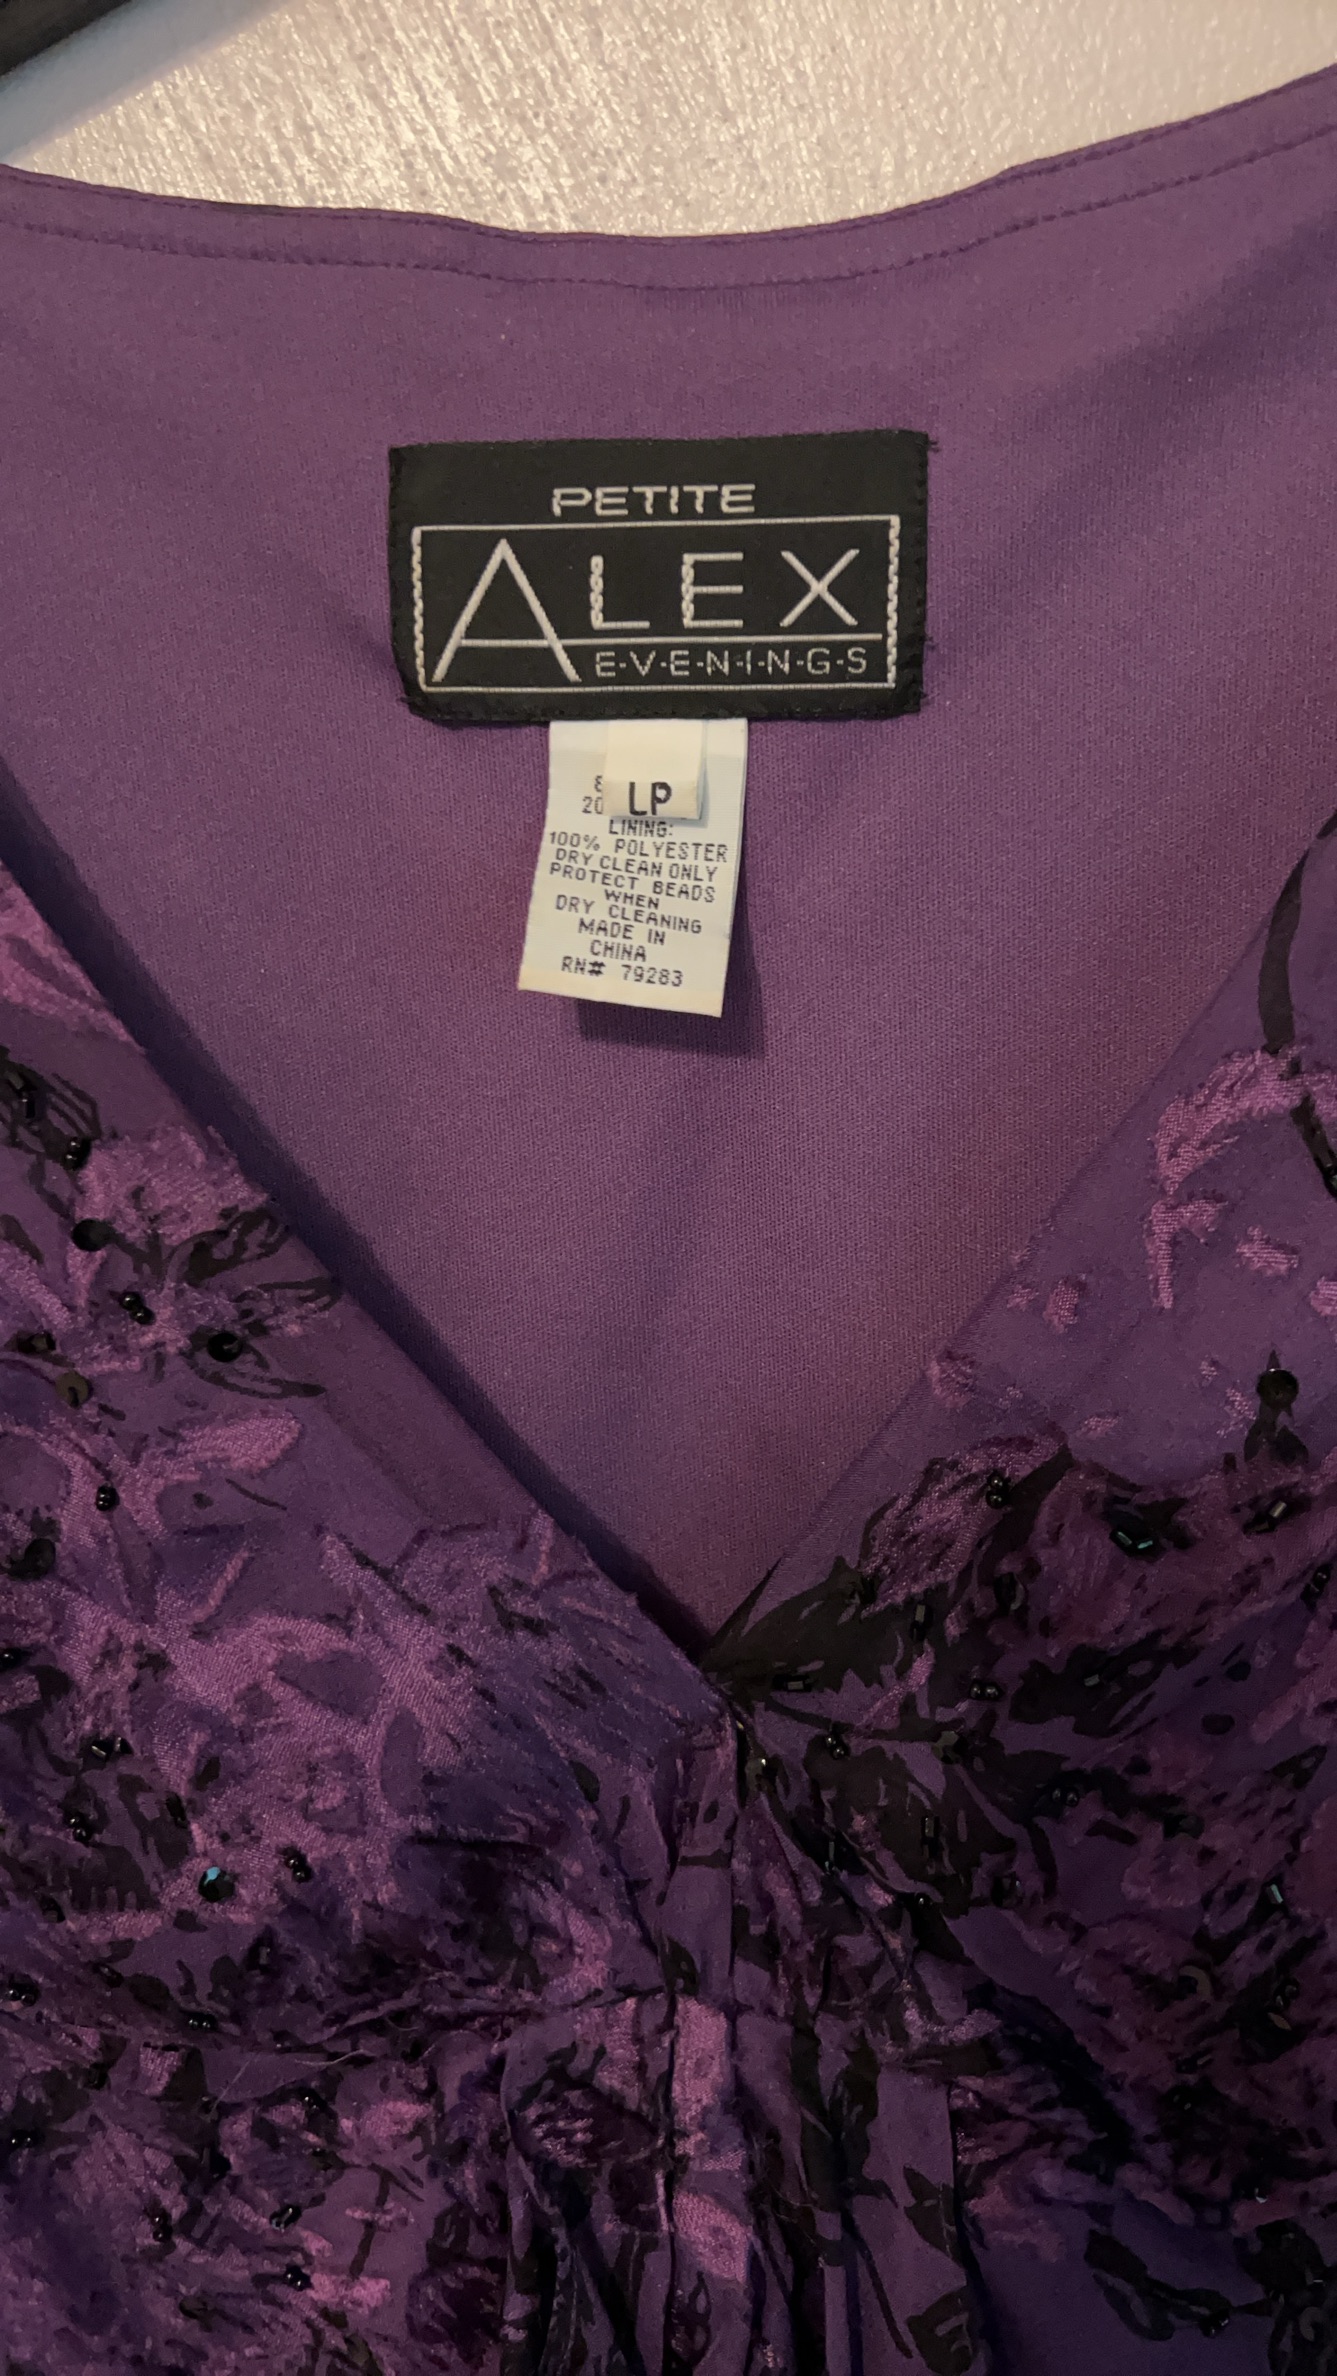 PETITE
ALEX
E-V-E-N-I-N-G-S
LP
20
LINING:
100% POLYESTER
DRY CLEAN ONLY
PROTECT BEADS
WHEN
DRY CLEANING
MADE IN
CHINA
RN# 79283